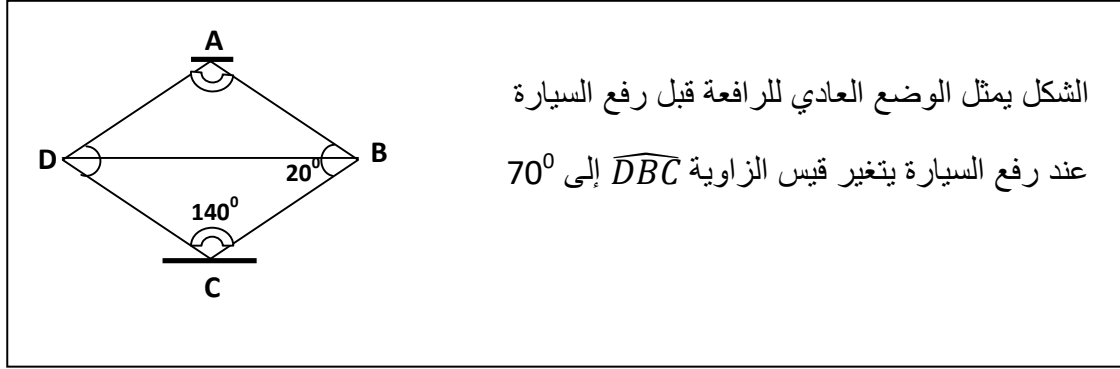 A
الشكل يمثل الوضع العادي للرافعة قبل رفع السيارة
D
B
20⁰
عند رفع السيارة يتغير قيس الزاوية \widehat{DBC} إلى 70⁰
140⁰
C